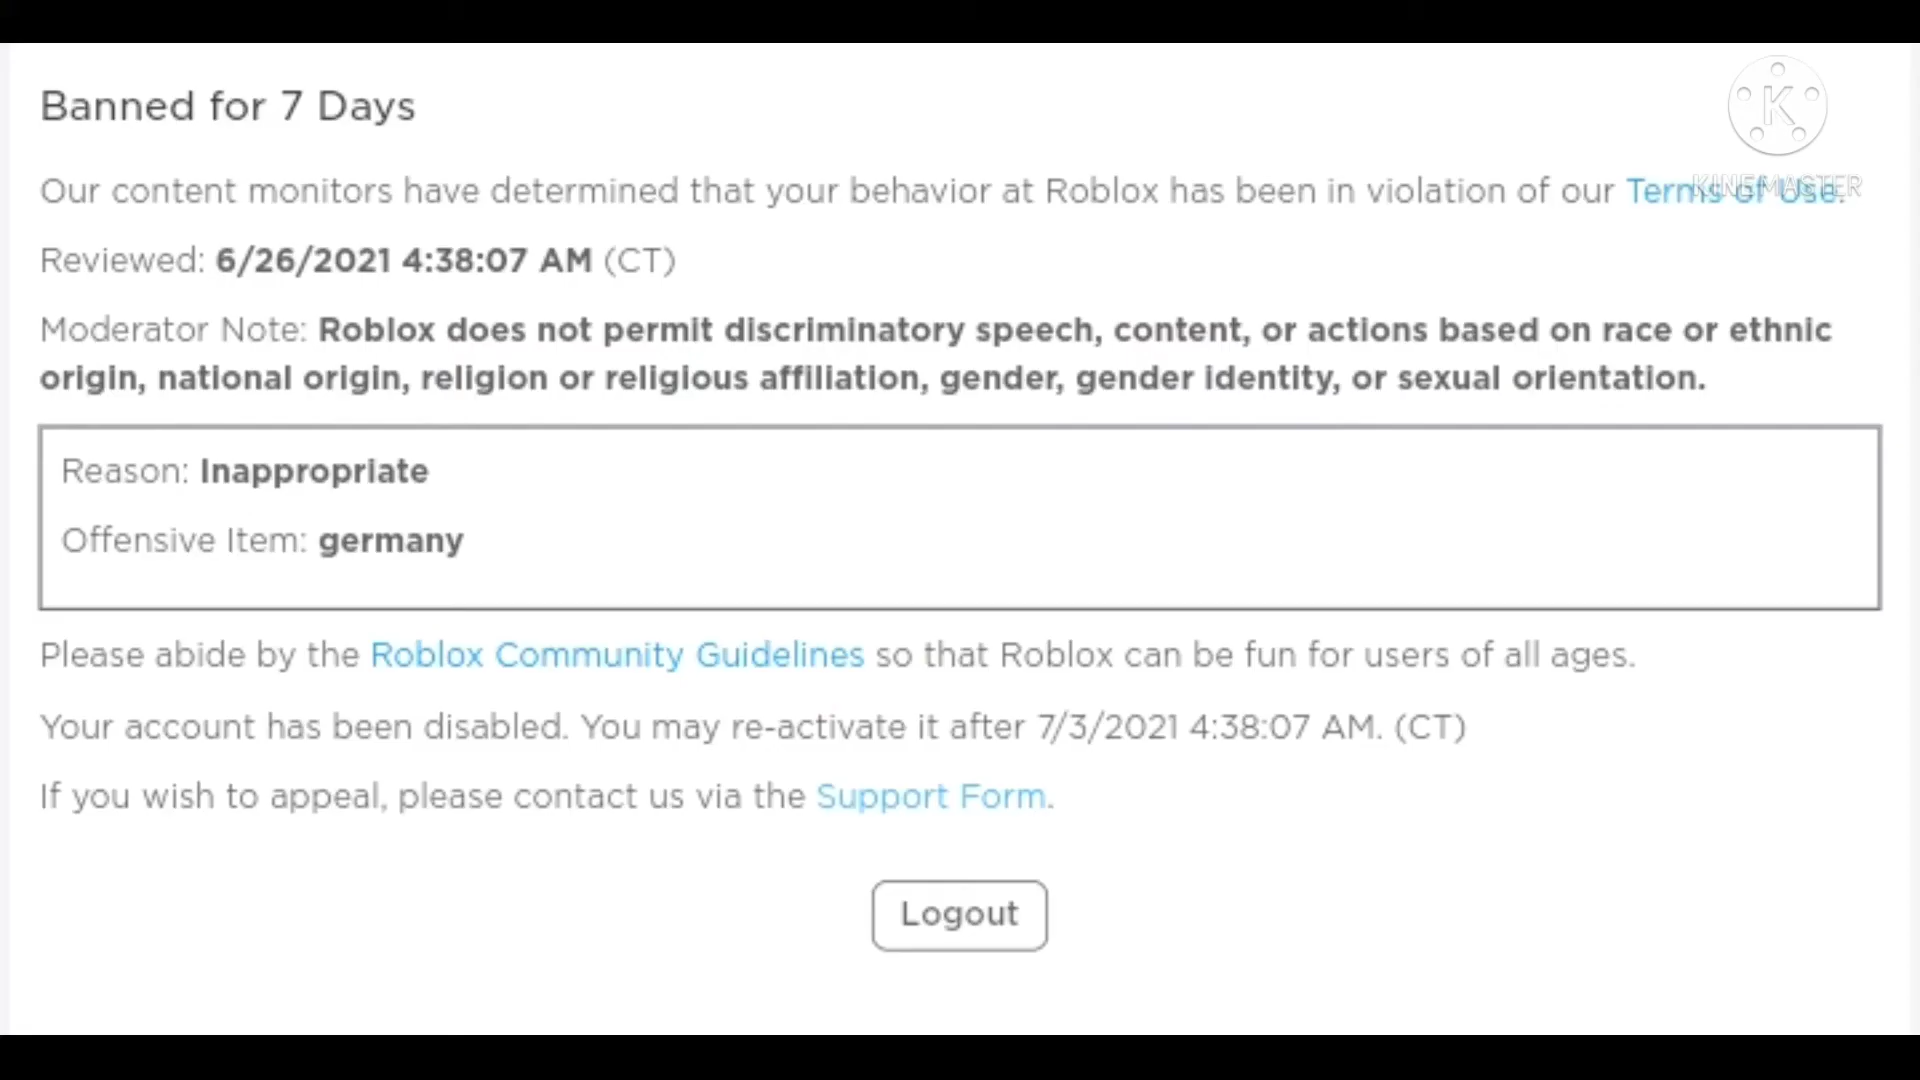 Banned for 7 Days
K
KINEMASTER
Our content monitors have determined that your behavior at Roblox has been in violation of our Terms of Use.
Reviewed: 6/26/2021 4:38:07 AM (CT)
Moderator Note: Roblox does not permit discriminatory speech, content, or actions based on race or ethnic
origin, national origin, religion or religious affiliation, gender, gender identity, or sexual orientation.
Reason: Inappropriate
Offensive Item: germany
Please abide by the Roblox Community Guidelines so that Roblox can be fun for users of all ages.
Your account has been disabled. You may re-activate it after 7/3/2021 4:38:07 AM. (CT)
If you wish to appeal, please contact us via the Support Form.
Logout